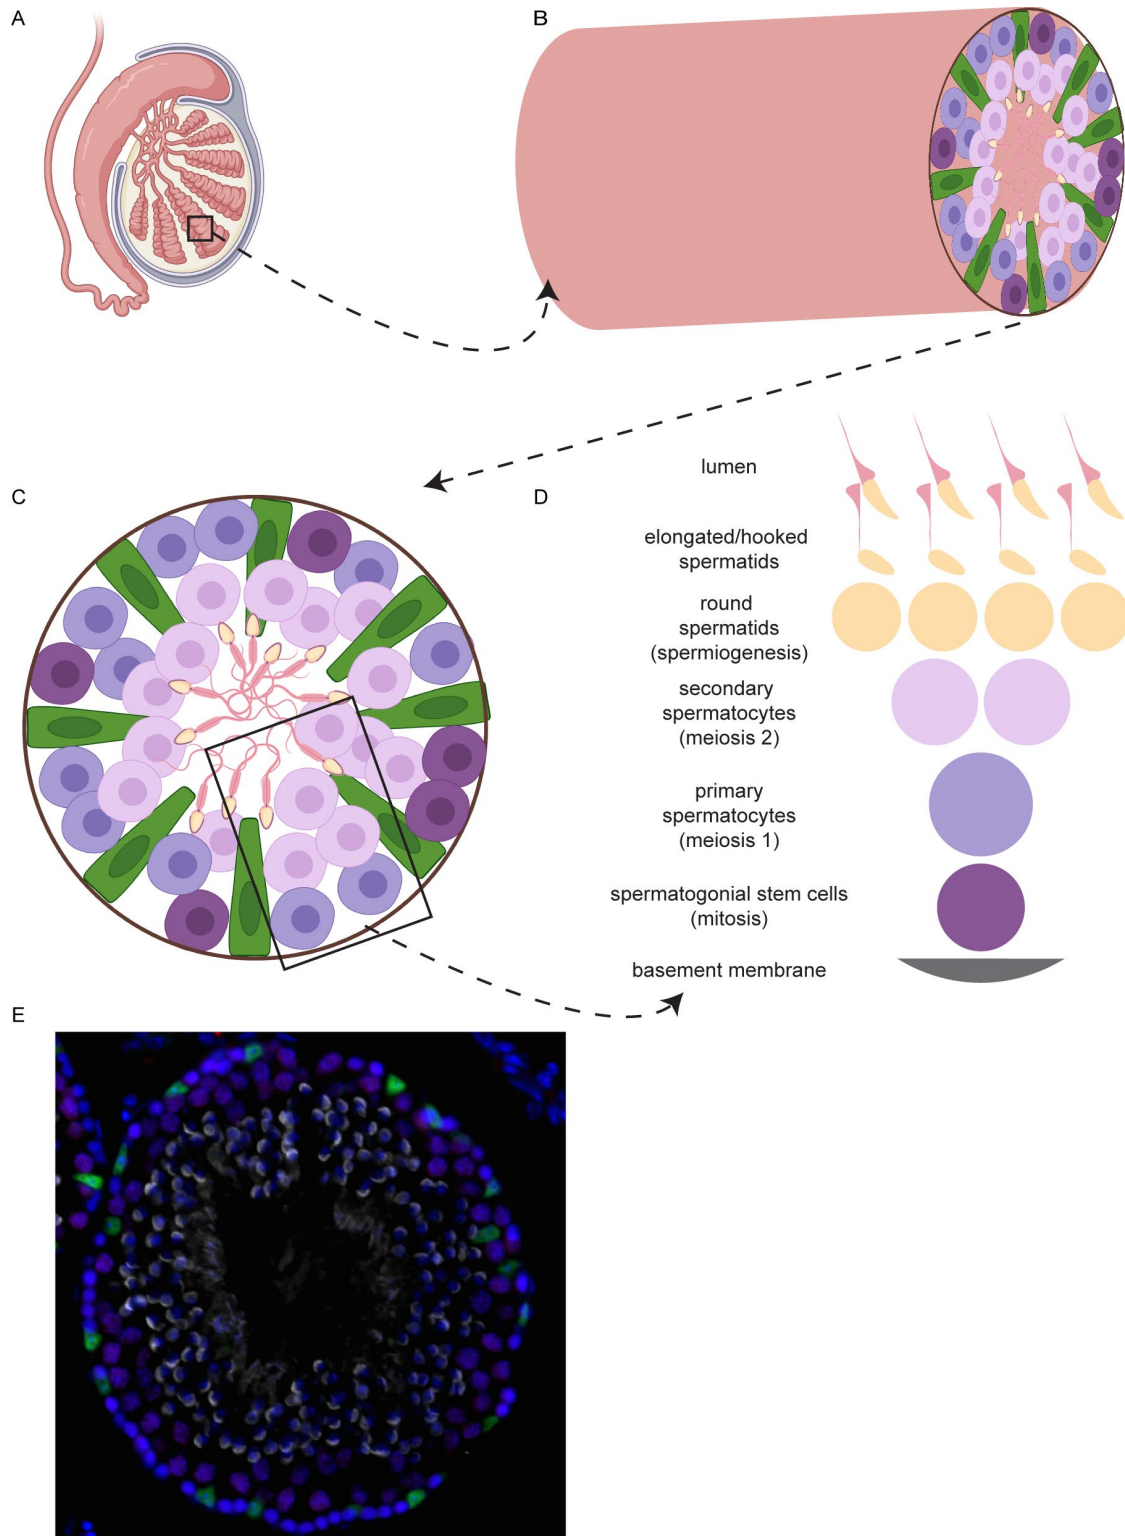 A
B
C
D
lumen
elongated/hooked
spermatids
round
spermatids
(spermiogenesis)
secondary
spermatocytes
(meiosis 2)
primary
spermatocytes
(meiosis 1)
spermatogonial stem cells
(mitosis)
basement membrane
E